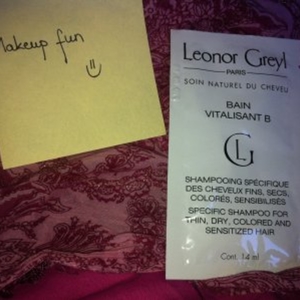 Makeup fun
Leonor Greyl
PARIS
SOIN NATUREL DU CHEVEU
BAIN
VITALISANT B
LG
SHAMPOOING SPÉCIFIQUE
DES CHEVEUX FINS, SECS,
COLORÉS, SENSIBILISÉS
SPECIFIC SHAMPOO FOR
THIN, DRY, COLORED AND
SENSITIZED HAIR
Cont. 14 ml